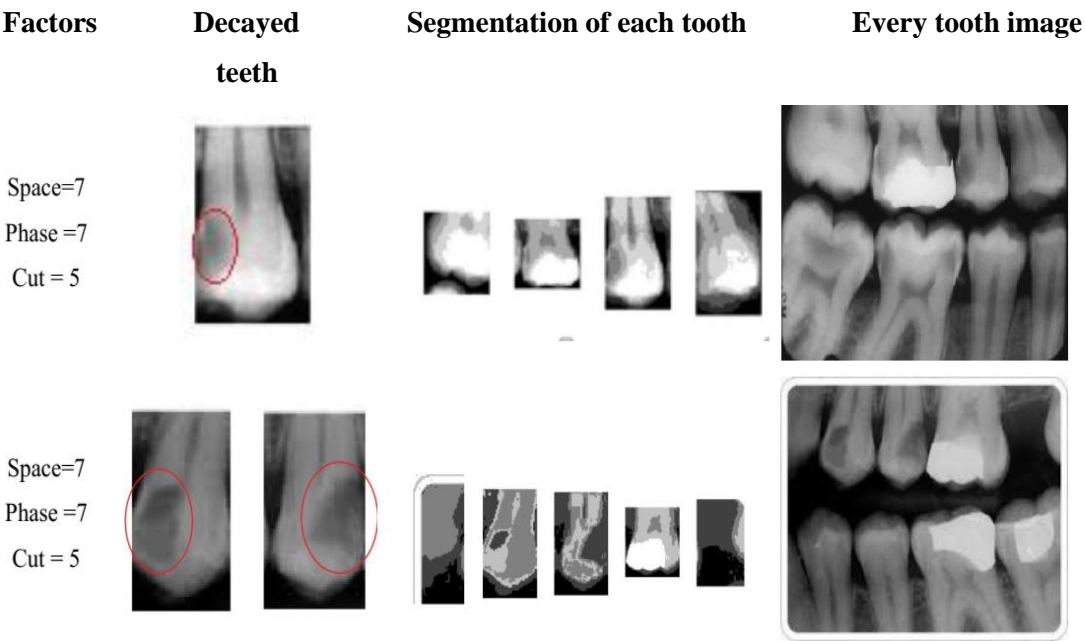 Factors Decayed teeth Segmentation of each tooth Every tooth image
Space=7
Phase =7
Cut = 5
Space=7
Phase =7
Cut = 5